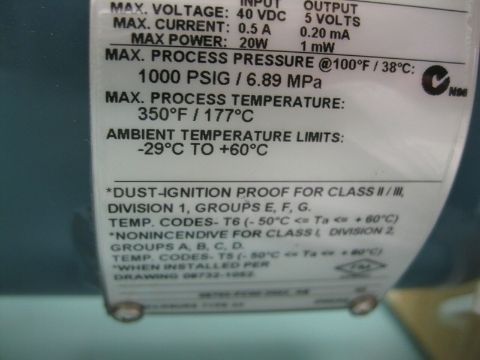 INPUT OUTPUT
MAX. VOLTAGE: 40 VDC 5 VOLTS
MAX. CURRENT: 0.5 A 0.20 mA
MAX POWER: 20W 1 mW
MAX. PROCESS PRESSURE @100°F / 38°C:
1000 PSIG / 6.89 MPa
N96
MAX. PROCESS TEMPERATURE:
350°F / 177°C
AMBIENT TEMPERATURE LIMITS:
-29°C TO +60°C
*DUST-IGNITION PROOF FOR CLASS II / III,
DIVISION 1, GROUPS E, F, G.
TEMP. CODES- T6 (- 50°C <= Ta <= + 60°C)
*NONINCENDIVE FOR CLASS I, DIVISION 2,
GROUPS A, B, C, D.
TEMP. CODES- T5 (- 50°C <= Ta <= + 60°C)
*WHEN INSTALLED PER
DRAWING
FM